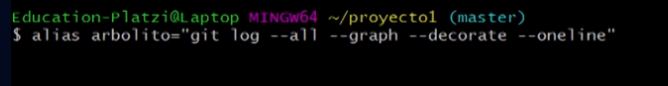 Education-Platzi@Laptop MINGW64 ~/proyecto1 (master)
$ alias arbolito="git log --all --graph --decorate --oneline"